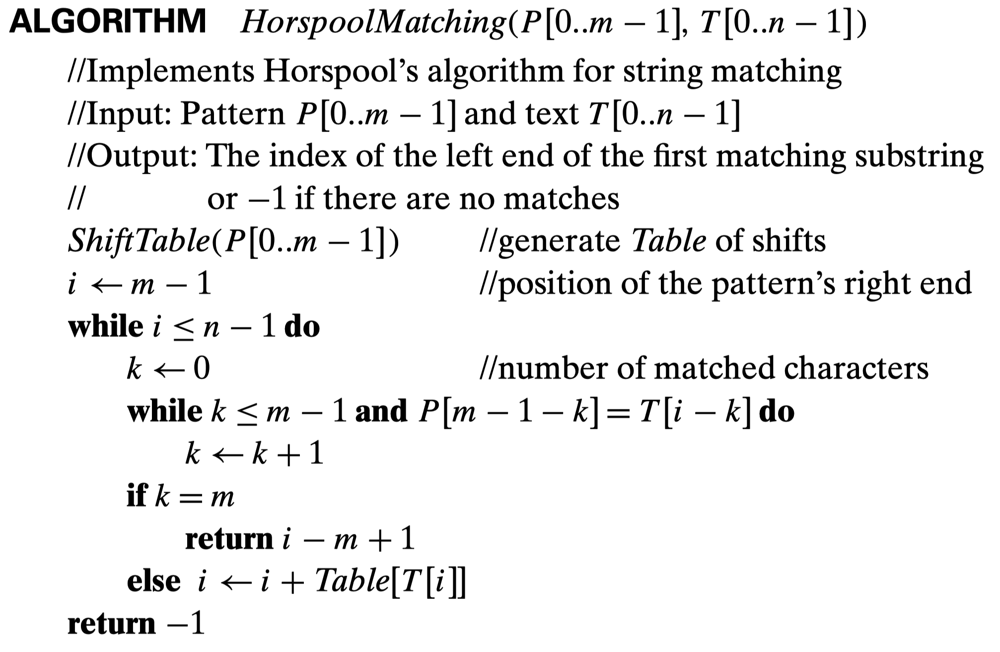 ALGORITHM HorspoolMatching(P[0..m − 1], T[0..n − 1])
//Implements Horspool’s algorithm for string matching
//Input: Pattern P[0..m − 1] and text T[0..n − 1]
//Output: The index of the left end of the first matching substring
// or −1 if there are no matches
ShiftTable(P[0..m − 1]) //generate Table of shifts
i ← m − 1 //position of the pattern’s right end
while i ≤ n − 1 do
k ← 0 //number of matched characters
while k ≤ m − 1 and P[m − 1 − k] = T[i − k] do
k ← k + 1
if k = m
return i − m + 1
else i ← i + Table[T[i]]
return −1